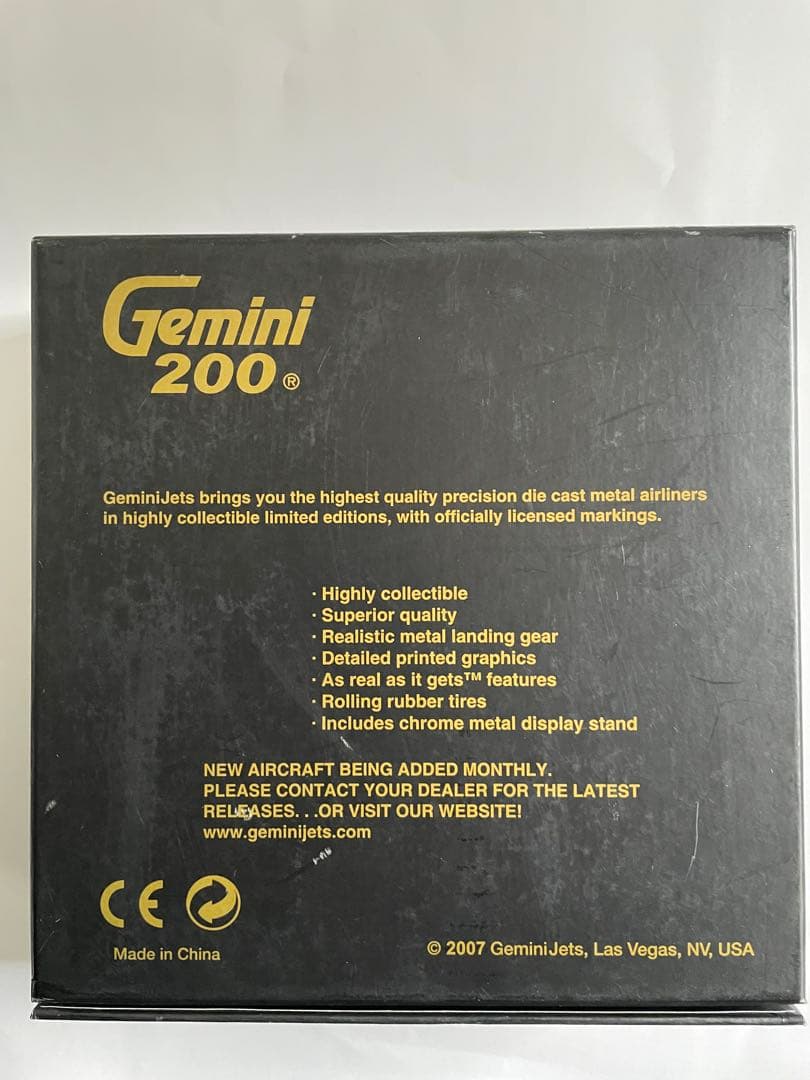 Gemini
200®
GeminiJets brings you the highest quality precision die cast metal airliners
in highly collectible limited editions, with officially licensed markings.
· Highly collectible
· Superior quality
· Realistic metal landing gear
· Detailed printed graphics
· As real as it gets™ features
· Rolling rubber tires
· Includes chrome metal display stand
NEW AIRCRAFT BEING ADDED MONTHLY.
PLEASE CONTACT YOUR DEALER FOR THE LATEST
RELEASES. . .OR VISIT OUR WEBSITE!
www.geminijets.com
CE
Made in China
© 2007 GeminiJets, Las Vegas, NV, USA